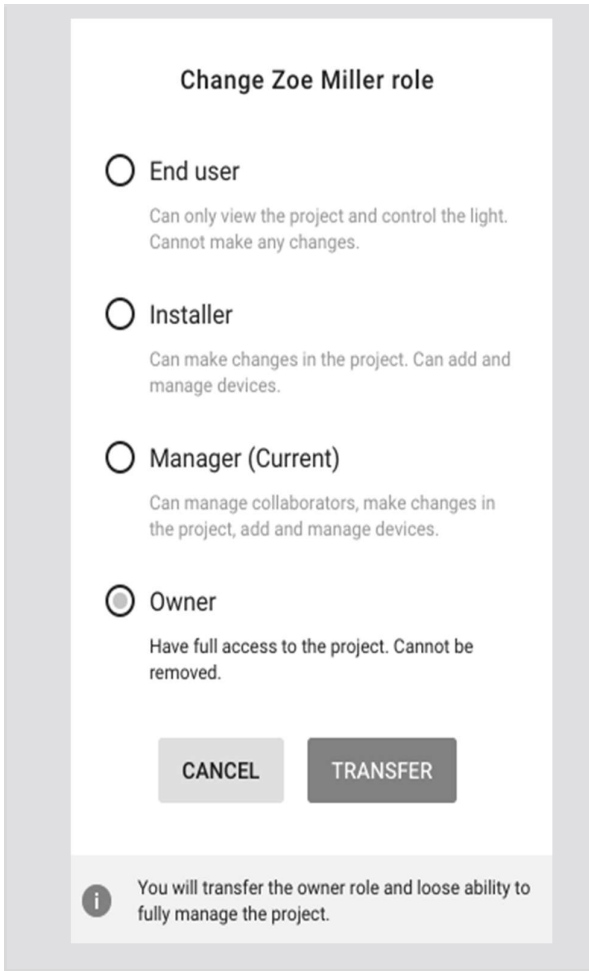 Change Zoe Miller role
End user
Can only view the project and control the light.
Cannot make any changes.
Installer
Can make changes in the project. Can add and
manage devices.
Manager (Current)
Can manage collaborators, make changes in
the project, add and manage devices.
Owner
Have full access to the project. Cannot be
removed.
CANCEL TRANSFER
You will transfer the owner role and loose ability to
fully manage the project.